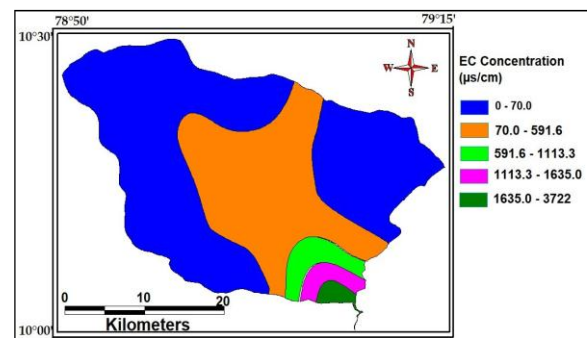 78°50' 79°15'
10°30'
N
W E
S
EC Concentration
(µs/cm)
0 - 70.0
70.0 - 591.6
591.6 - 1113.3
1113.3 - 1635.0
1635.0 - 3722
0 10 20
Kilometers
10°00'